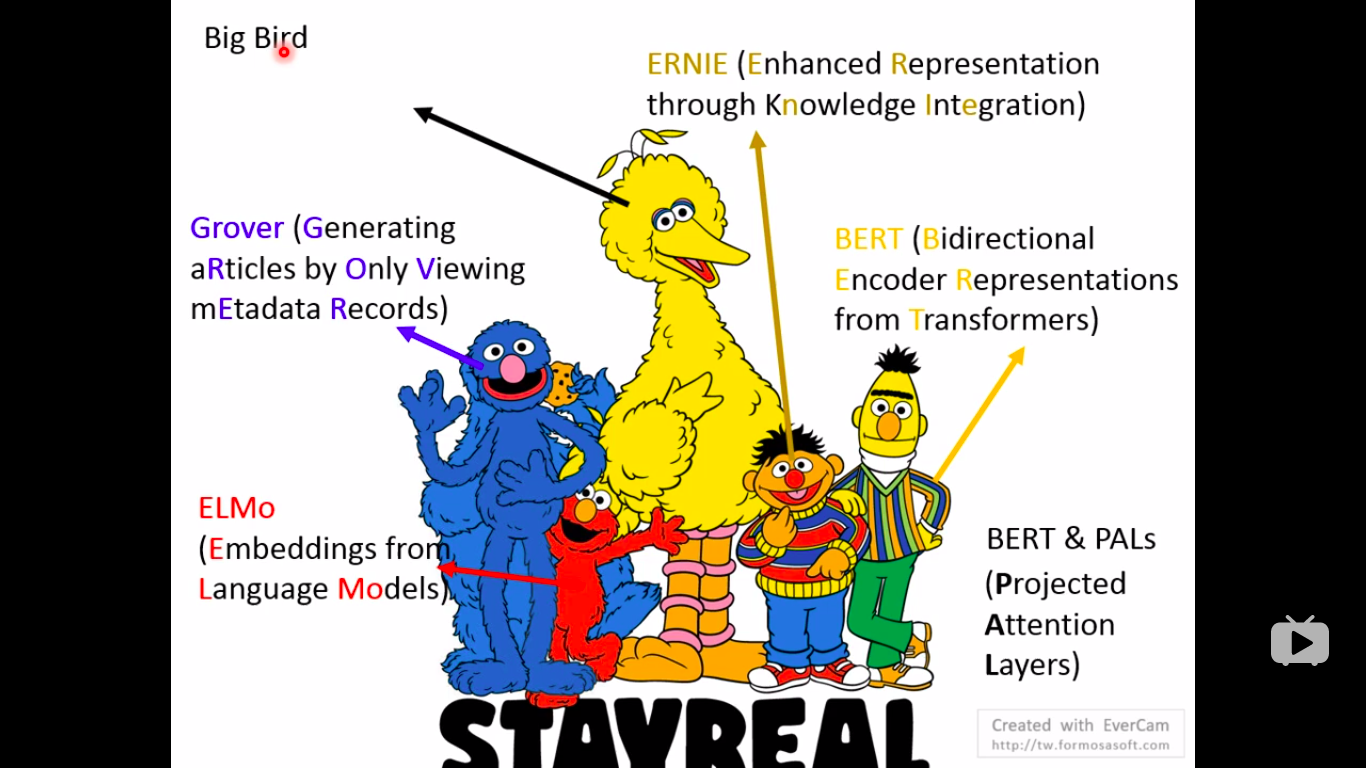 Big Bird
ERNIE (Enhanced Representation
through Knowledge Integration)
Grover (Generating
aRticles by Only Viewing
mEtadata Records)
BERT (Bidirectional
Encoder Representations
from Transformers)
ELMo
(Embeddings from
Language Models)
BERT & PALs
(Projected
Attention
Layers)
STAYREAL
Created with EverCam
http://tw.formosasoft.com